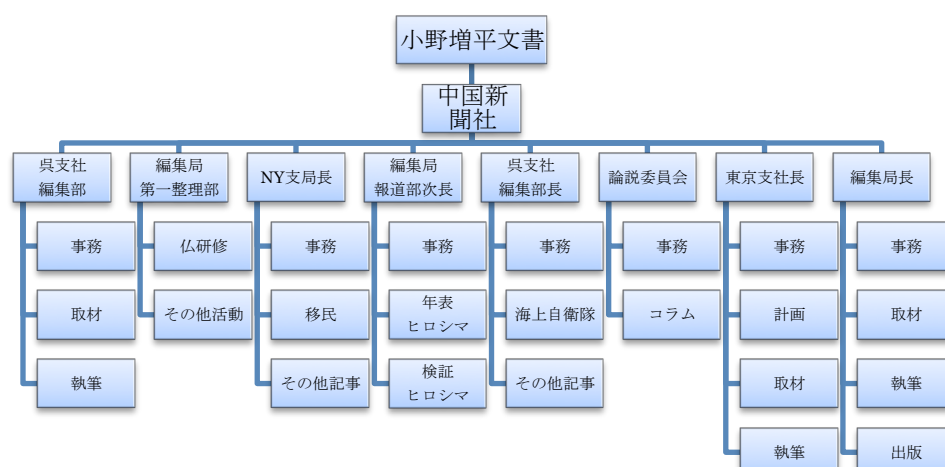 小野増平文書
中国新
聞社
呉支社
編集部
編集局
第一整理部
NY支局長
編集局
報道部次長
呉支社
編集部長
論説委員会
東京支社長
編集局長
事務
仏研修
事務
事務
事務
事務
事務
事務
取材
その他活動
移民
年表
ヒロシマ
海上自衛隊
コラム
計画
取材
執筆
その他記事
検証
ヒロシマ
その他記事
取材
執筆
執筆
出版